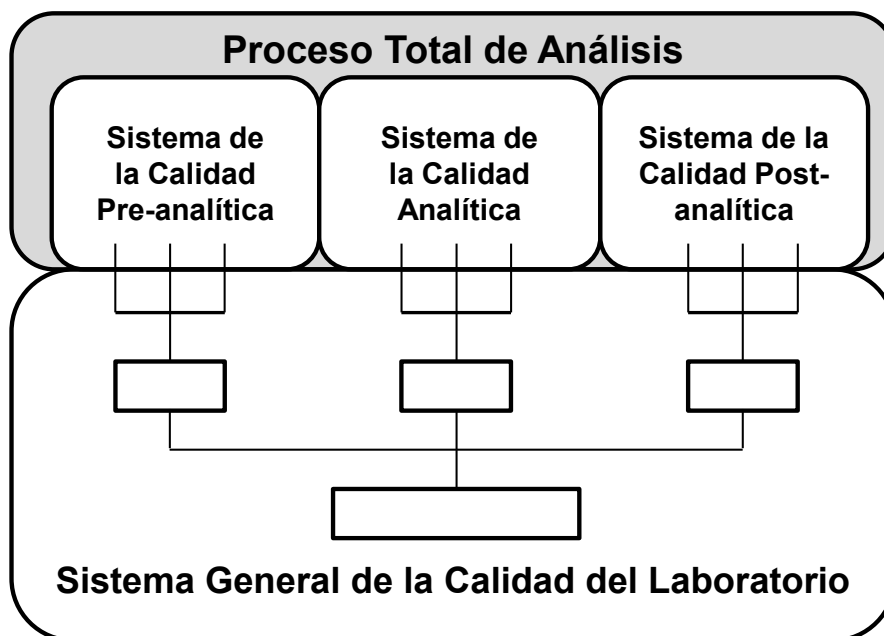 Proceso Total de Análisis
Sistema de
la Calidad
Pre-analítica
Sistema de
la Calidad
Analítica
Sistema de la
Calidad Post-
analítica
Sistema General de la Calidad del Laboratorio